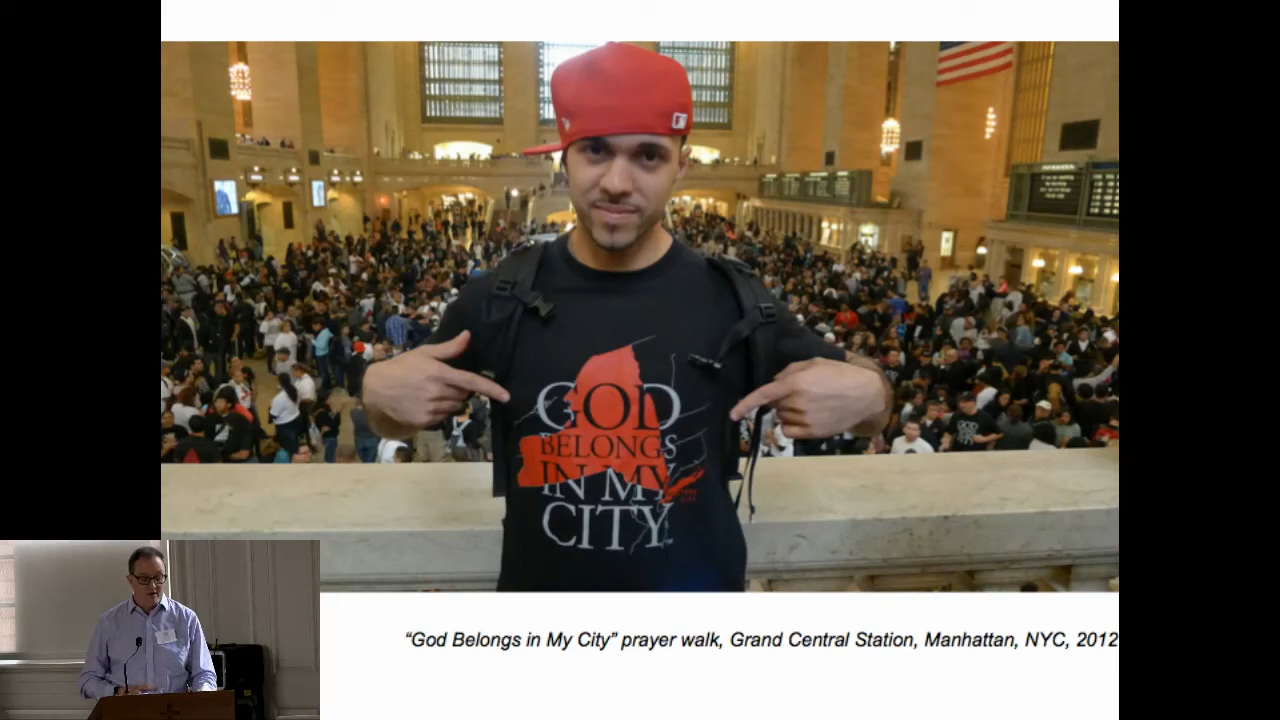 GOD
BELONGS
IN MY
CITY
“God Belongs in My City” prayer walk, Grand Central Station, Manhattan, NYC, 2012